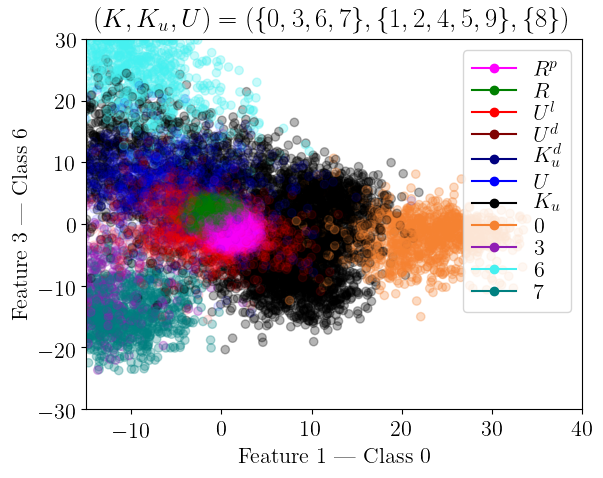 (K, K_u, U) = ({0, 3, 6, 7}, {1, 2, 4, 5, 9}, {8})
30
20
10
0
−10
−20
−30
Feature 3 — Class 6
R^p
R
U^l
U^d
K_u^d
U
K_u
0
3
6
7
−10
0
10
20
30
40
Feature 1 — Class 0